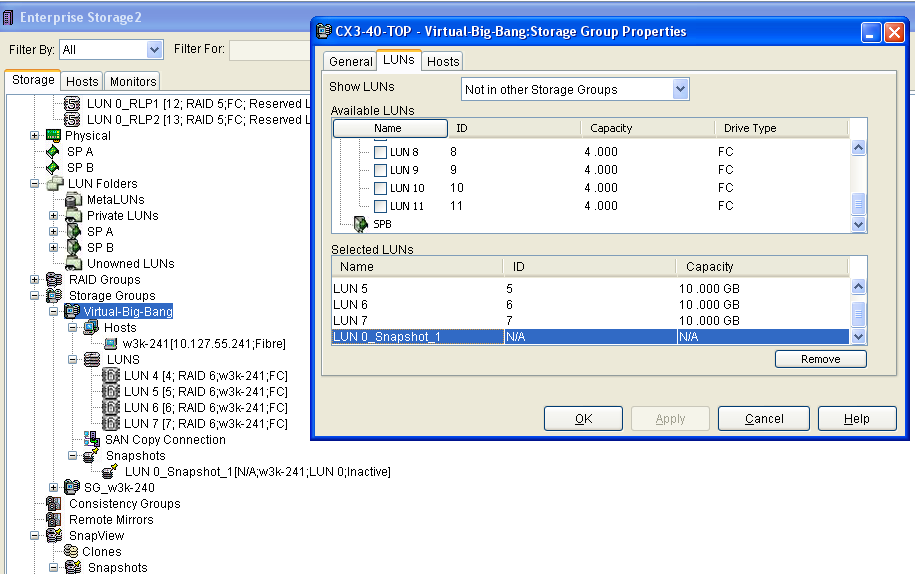 Enterprise Storage2
Filter By: All Filter For:
Storage Hosts Monitors
LUN 0_RLP1 [12; RAID 5;FC; Reserved L
LUN 0_RLP2 [13; RAID 5;FC; Reserved L
Physical
SP A
SP B
LUN Folders
MetaLUNs
Private LUNs
SP A
SP B
Unowned LUNs
RAID Groups
Storage Groups
Virtual-Big-Bang
Hosts
w3k-241[10.127.55.241;Fibre]
LUNS
LUN 4 [4; RAID 6;w3k-241;FC]
LUN 5 [5; RAID 6;w3k-241;FC]
LUN 6 [6; RAID 6;w3k-241;FC]
LUN 7 [7; RAID 6;w3k-241;FC]
SAN Copy Connection
Snapshots
LUN 0_Snapshot_1[N/A;w3k-241;LUN 0;Inactive]
SG_w3k-240
Consistency Groups
Remote Mirrors
SnapView
Clones
Snapshots
CX3-40-TOP - Virtual-Big-Bang:Storage Group Properties
General LUNs Hosts
Show LUNs Not in other Storage Groups
Available LUNs
Name ID Capacity Drive Type
LUN 8 8 4 .000 FC
LUN 9 9 4 .000 FC
LUN 10 10 4 .000 FC
LUN 11 11 4 .000 FC
SPB
Selected LUNs
Name ID Capacity
LUN 5 5 10 .000 GB
LUN 6 6 10 .000 GB
LUN 7 7 10 .000 GB
LUN 0_Snapshot_1 N/A N/A
Remove
OK Apply Cancel Help